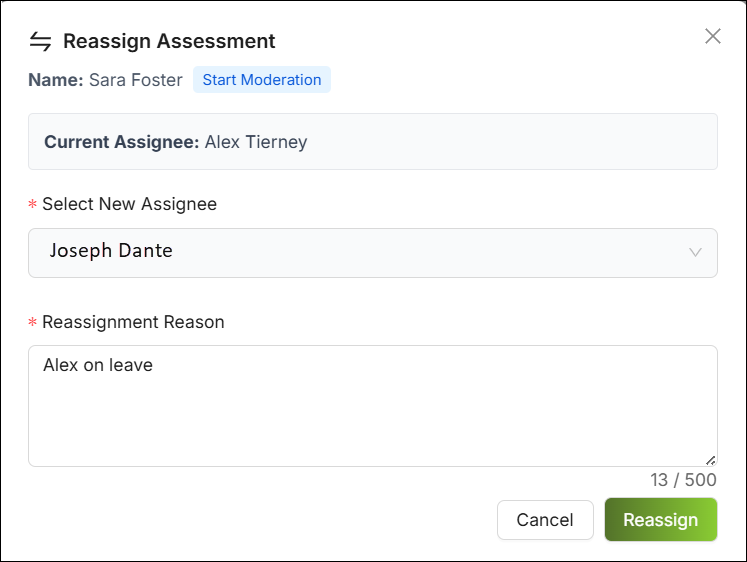 Reassign Assessment
Name: Sara Foster Start Moderation
Current Assignee: Alex Tierney
* Select New Assignee
Joseph Dante
* Reassignment Reason
Alex on leave
13 / 500
Cancel Reassign